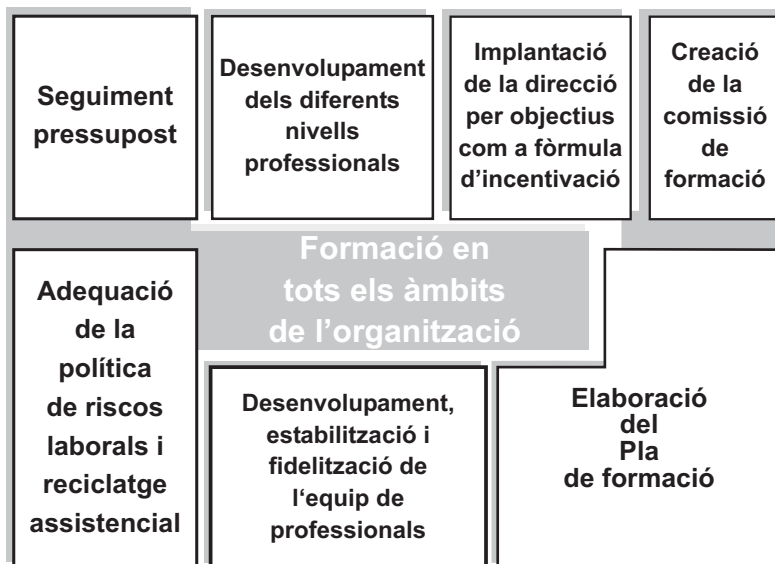 Seguiment
pressupost
Desenvolupament
dels diferents
nivells
professionals
Implantació
de la direcció
per objectius
com a fòrmula
d'incentivació
Creació
de la
comissió
de
formació
Formació en
tots els àmbits
de l'organització
Adequació
de la
política
de riscos
laborals i
reciclatge
assistencial
Desenvolupament,
estabilització i
fidelització de
l‘equip de
professionals
Elaboració
del
Pla
de formació